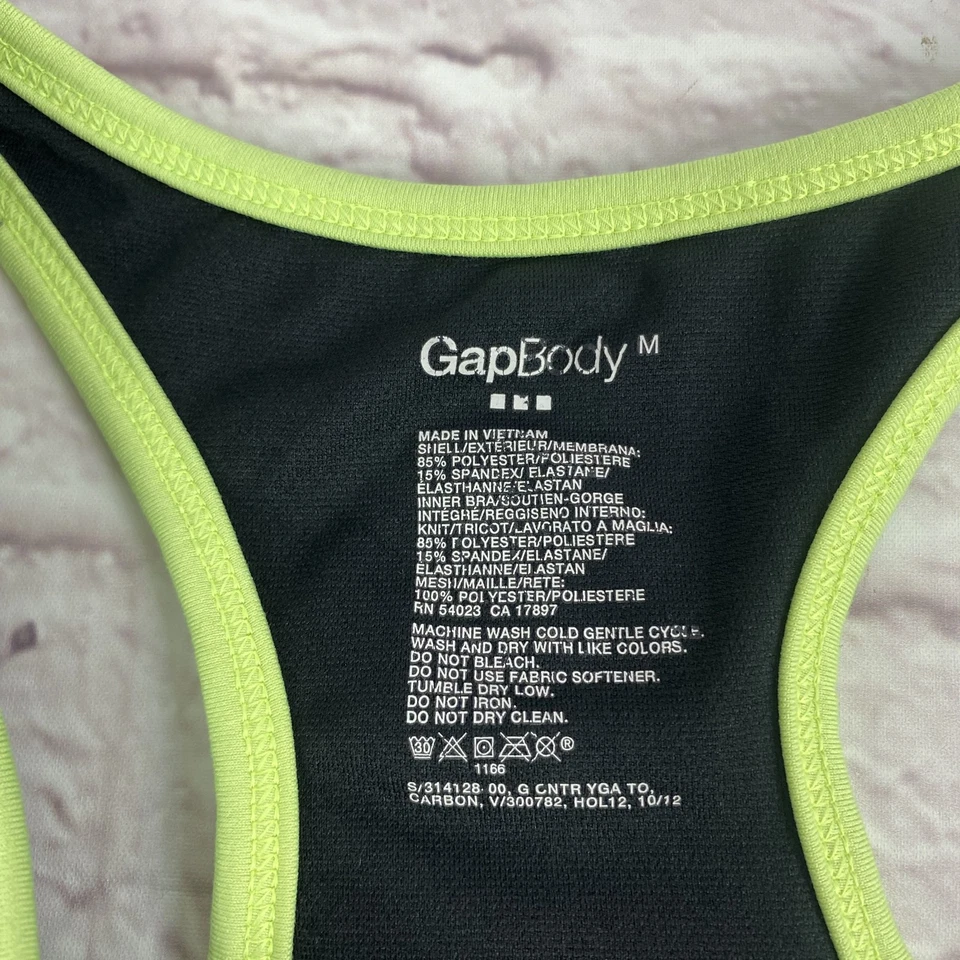 GapBody M
MADE IN VIETNAM
SHELL/EXTÉRIEUR/MEMBRANA:
85% POLYESTER/POLIESTERE
15% SPANDEX/ ELASTANE/
ÉLASTHANNE/ELASTAN
INNER BRA/SOUTIEN-GORGE
INTÉGRÉ/REGGISENO INTERNO:
KNIT/TRICOT/LAVORATO A MAGLIA:
85% POLYESTER/POLIESTERE
15% SPANDEX/ELASTANE/
ÉLASTHANNE/ELASTAN
MESH/MAILLE/RETE:
100% POLYESTER/POLIESTERE
RN 54023 CA 17897
MACHINE WASH COLD GENTLE CYCLE.
WASH AND DRY WITH LIKE COLORS.
DO NOT BLEACH.
DO NOT USE FABRIC SOFTENER.
TUMBLE DRY LOW.
DO NOT IRON.
DO NOT DRY CLEAN.
30 ®
1166
S/314128-00, G CNTR YGA TO,
CARBON, V/300782, HOL12, 10/12